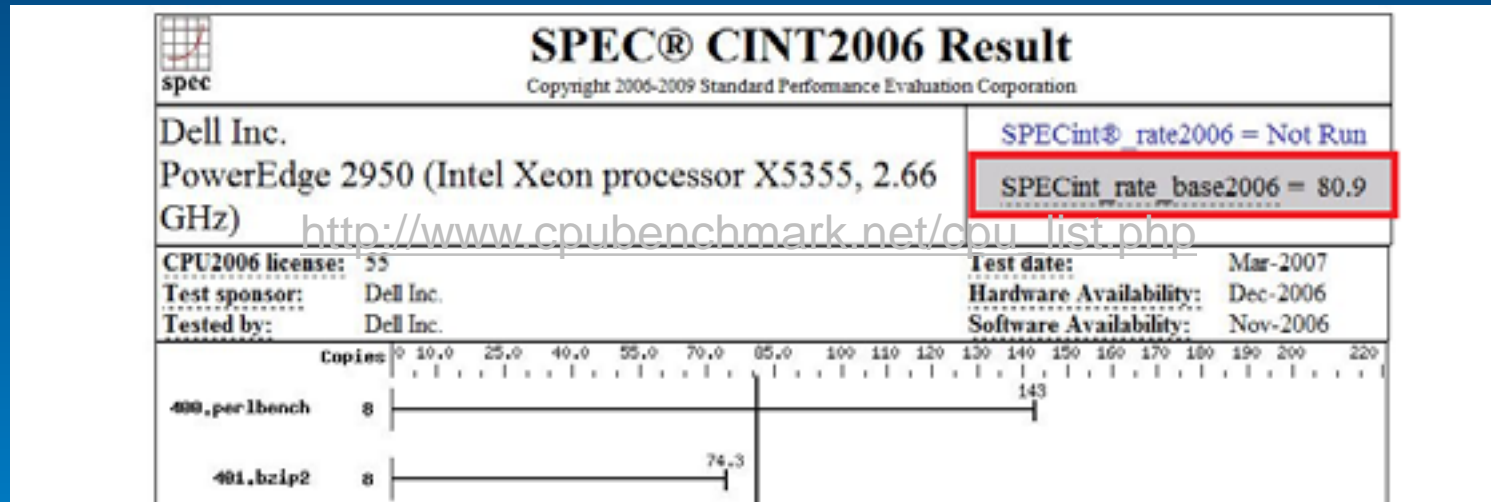 spec
SPEC® CINT2006 Result
Copyright 2006-2009 Standard Performance Evaluation Corporation
Dell Inc.
PowerEdge 2950 (Intel Xeon processor X5355, 2.66
GHz)
SPECint®_rate2006 = Not Run
SPECint_rate_base2006 = 80.9
http://www.cpubenchmark.net/cpu_list.php
CPU2006 license: 55
Test date: Mar-2007
Test sponsor: Dell Inc.
Hardware Availability: Dec-2006
Tested by: Dell Inc.
Software Availability: Nov-2006
Copies 0 10.0 25.0 40.0 55.0 70.0 85.0 100 110 120 130 140 150 160 170 180 190 200 220
143
400.perlbench 8
74.3
401.bzip2 8